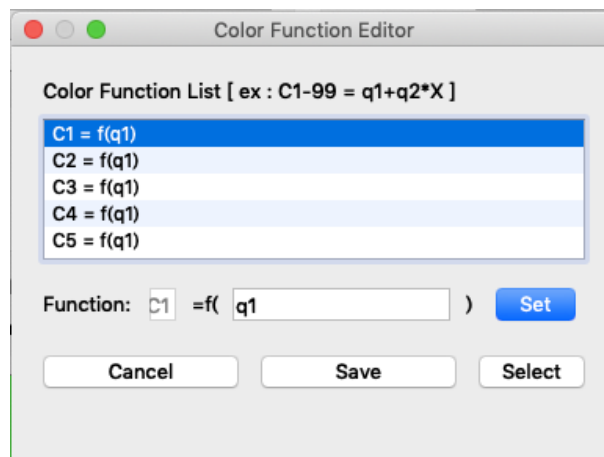 Color Function Editor
Color Function List [ ex : C1-99 = q1+q2*X ]
C1 = f(q1)
C2 = f(q1)
C3 = f(q1)
C4 = f(q1)
C5 = f(q1)
Function: C1 =f( q1 ) Set
Cancel Save Select